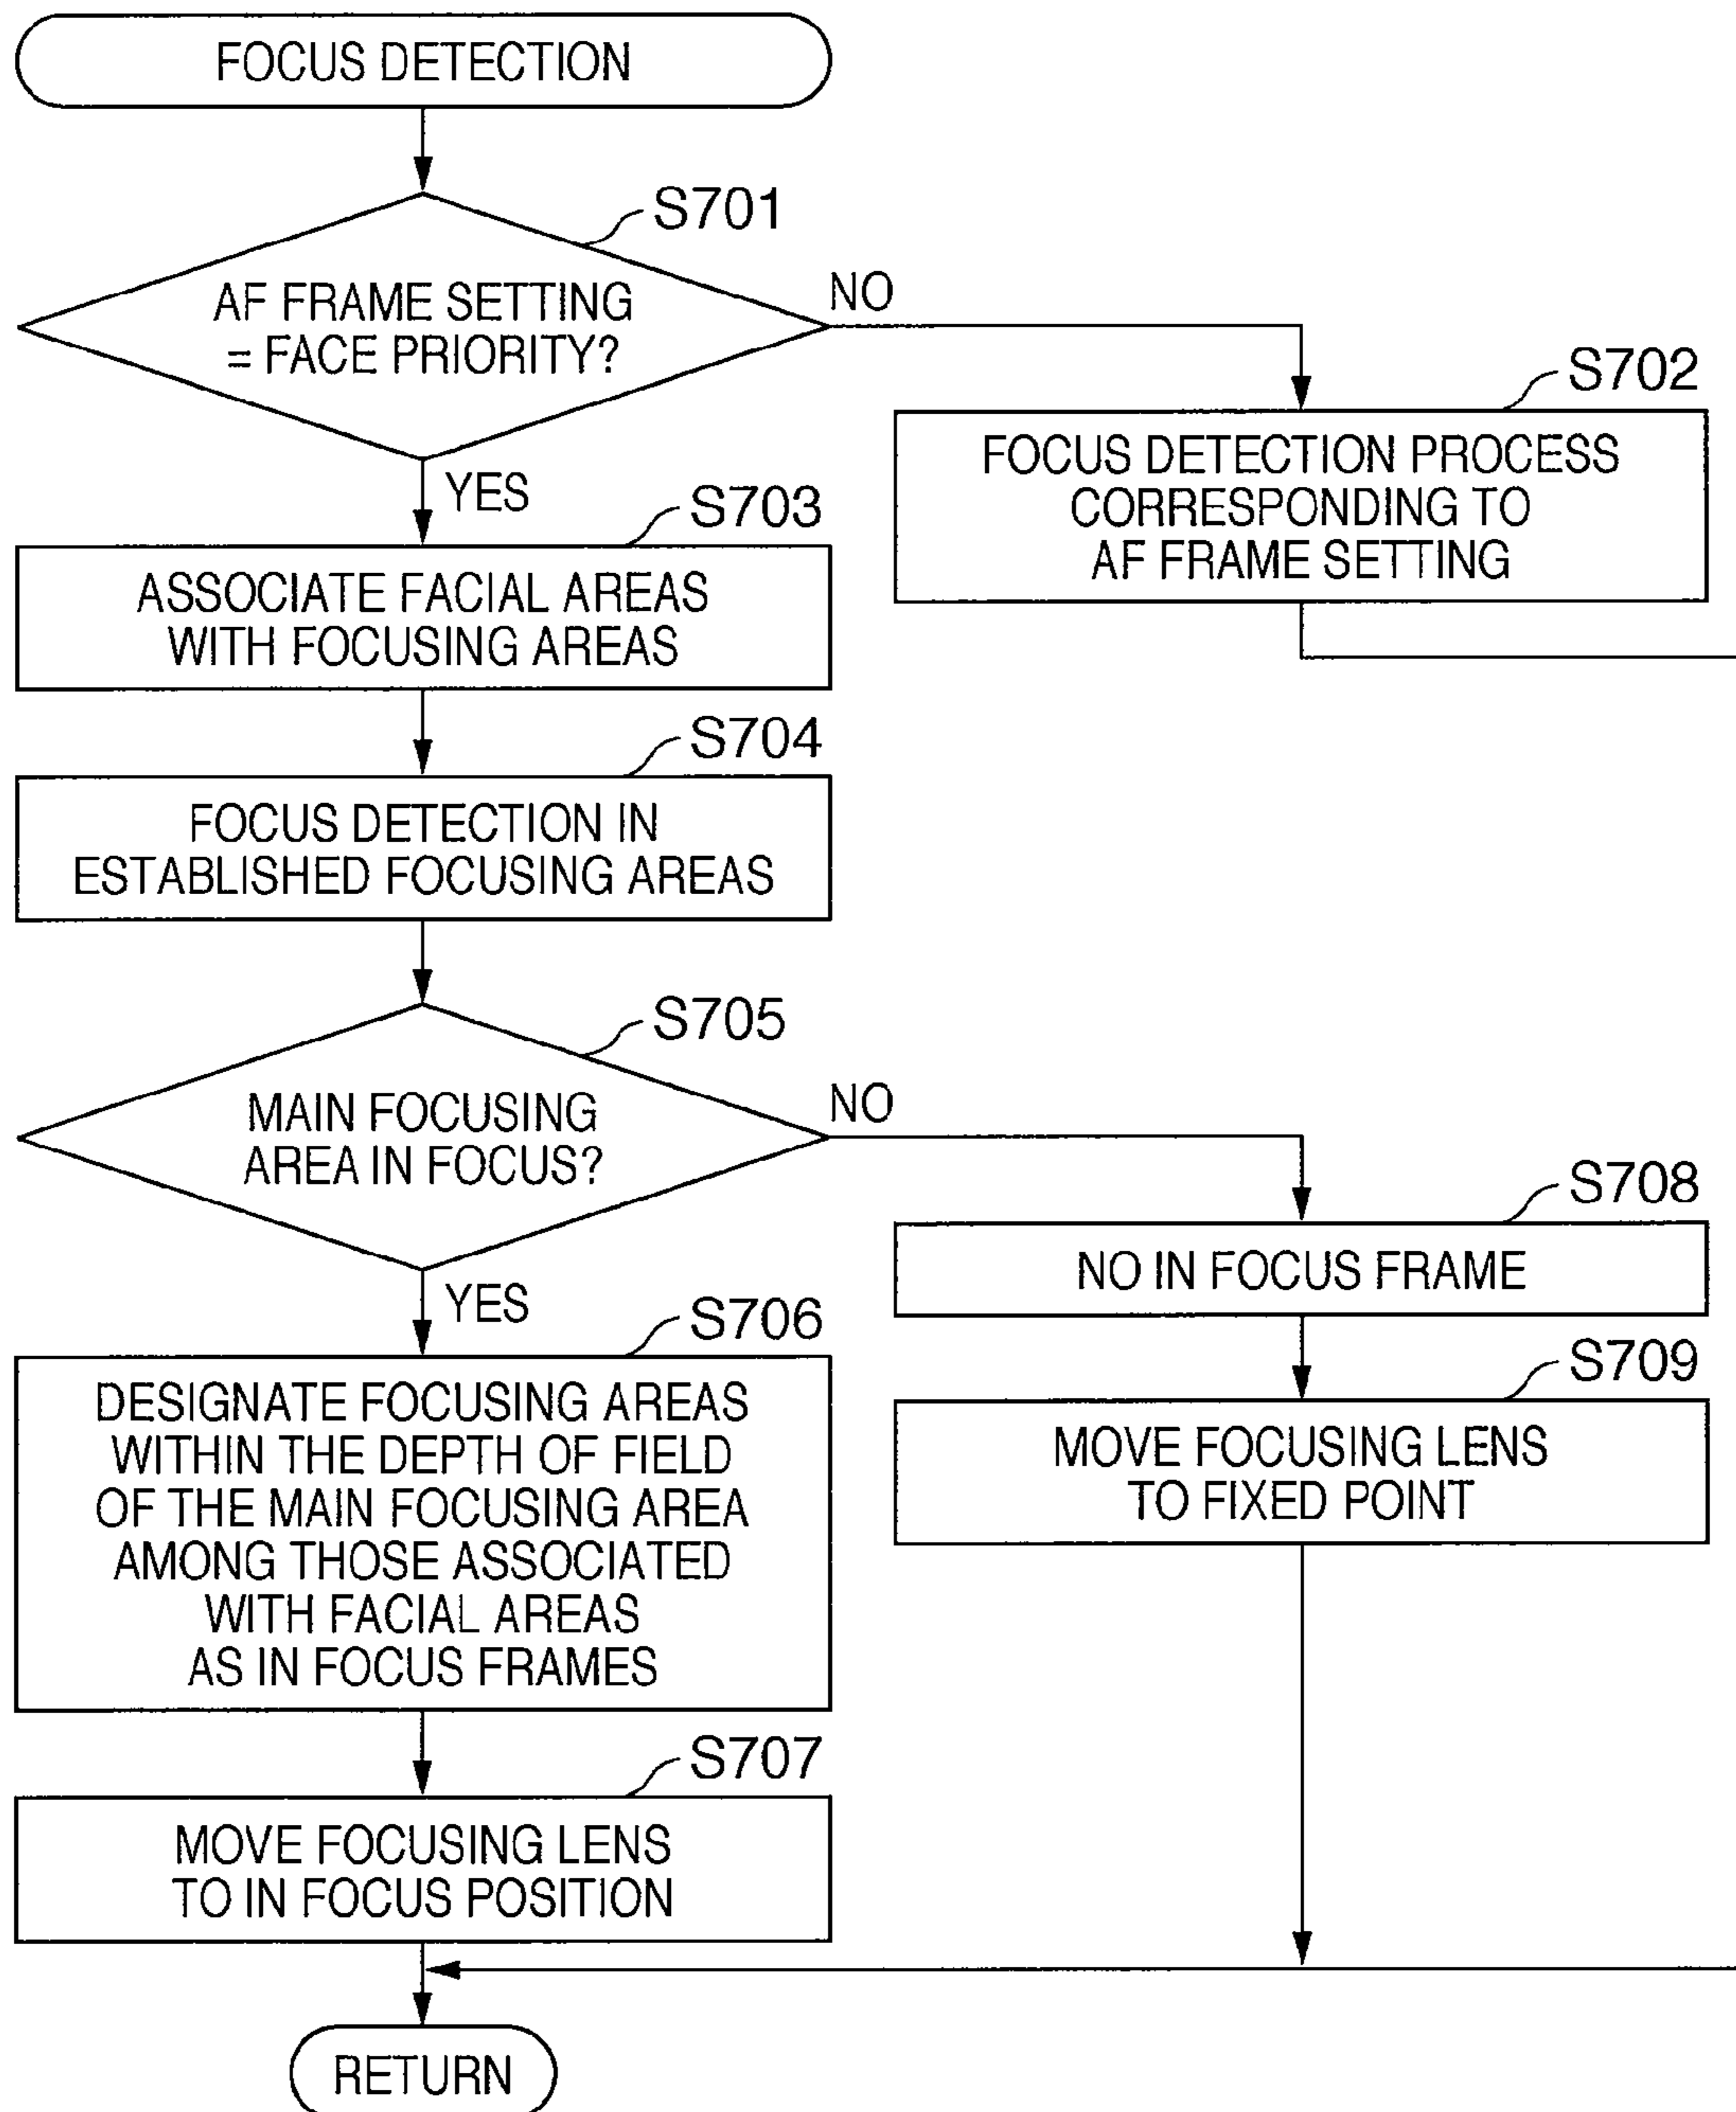 FOCUS DETECTION
S701
AF FRAME SETTING
= FACE PRIORITY?
NO
S702
FOCUS DETECTION PROCESS
CORRESPONDING TO
AF FRAME SETTING
YES
S703
ASSOCIATE FACIAL AREAS
WITH FOCUSING AREAS
S704
FOCUS DETECTION IN
ESTABLISHED FOCUSING AREAS
S705
MAIN FOCUSING
AREA IN FOCUS?
NO
S708
NO IN FOCUS FRAME
S709
MOVE FOCUSING LENS
TO FIXED POINT
YES
S706
DESIGNATE FOCUSING AREAS
WITHIN THE DEPTH OF FIELD
OF THE MAIN FOCUSING AREA
AMONG THOSE ASSOCIATED
WITH FACIAL AREAS
AS IN FOCUS FRAMES
S707
MOVE FOCUSING LENS
TO IN FOCUS POSITION
RETURN